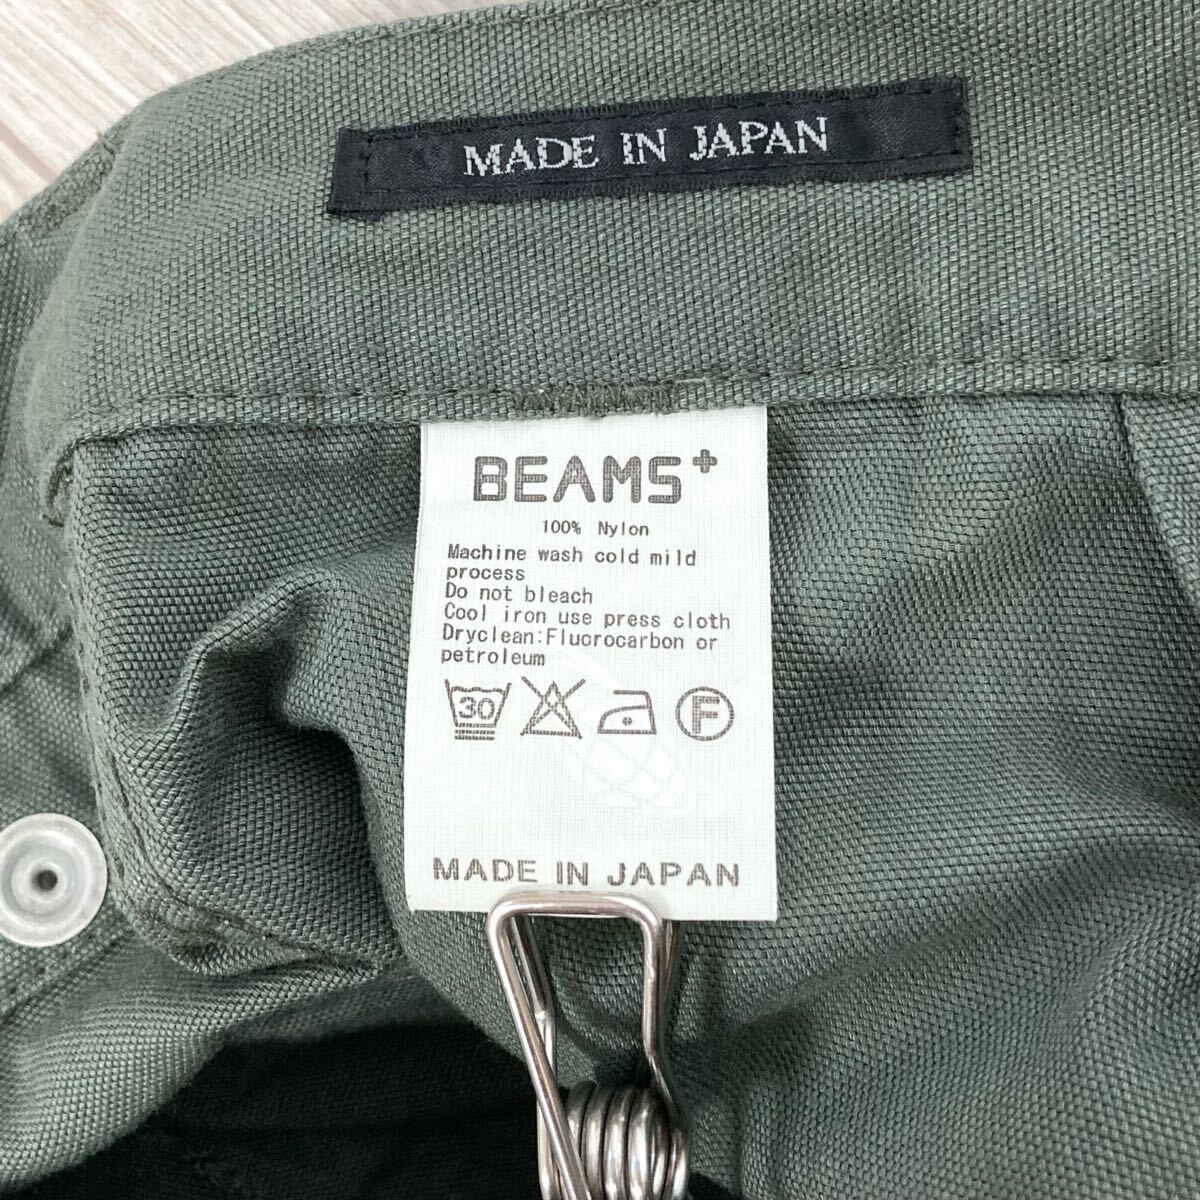 MADE IN JAPAN
BEAMS+
100% Nylon
Machine wash cold mild
process
Do not bleach
Cool iron use press cloth
Dryclean:Fluorocarbon or
petroleum
30 F
MADE IN JAPAN